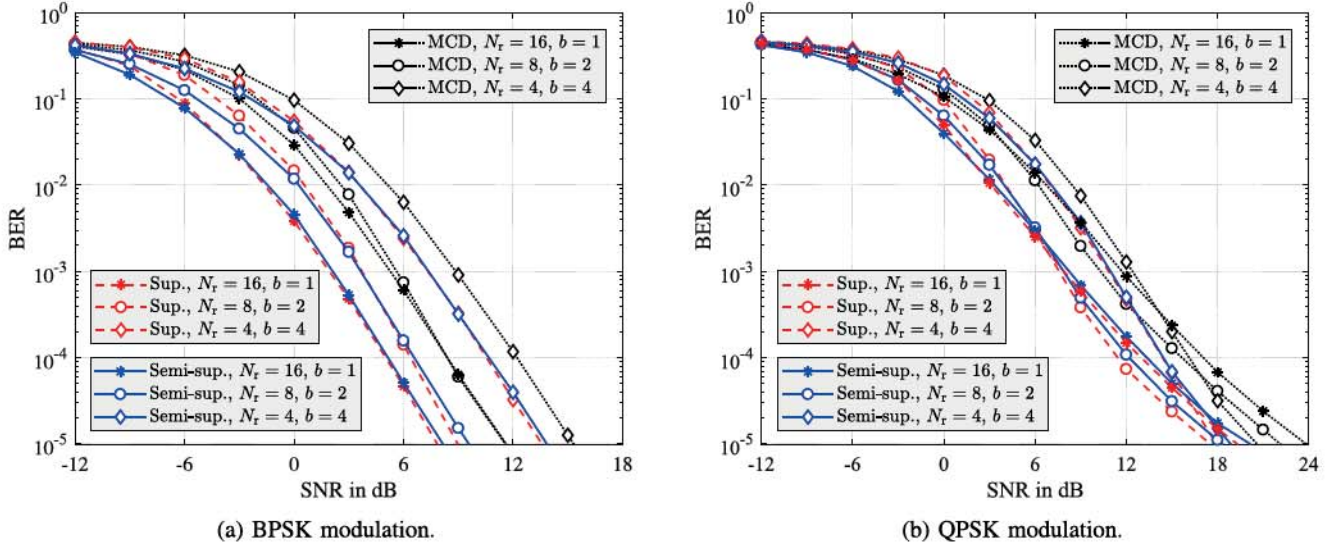 10^0
10^-1
10^-2
10^-3
10^-4
10^-5
BER
-12 -6 0 6 12 18
SNR in dB
MCD, N_r = 16, b = 1
MCD, N_r = 8, b = 2
MCD, N_r = 4, b = 4
Sup., N_r = 16, b = 1
Sup., N_r = 8, b = 2
Sup., N_r = 4, b = 4
Semi-sup., N_r = 16, b = 1
Semi-sup., N_r = 8, b = 2
Semi-sup., N_r = 4, b = 4
(a) BPSK modulation.
10^0
10^-1
10^-2
10^-3
10^-4
10^-5
BER
-12 -6 0 6 12 18 24
SNR in dB
MCD, N_r = 16, b = 1
MCD, N_r = 8, b = 2
MCD, N_r = 4, b = 4
Sup., N_r = 16, b = 1
Sup., N_r = 8, b = 2
Sup., N_r = 4, b = 4
Semi-sup., N_r = 16, b = 1
Semi-sup., N_r = 8, b = 2
Semi-sup., N_r = 4, b = 4
(b) QPSK modulation.